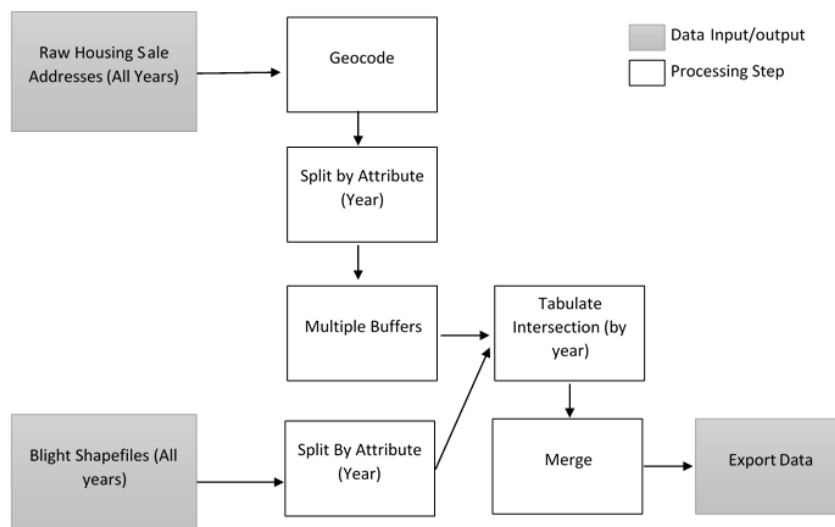 Raw Housing Sale
Addresses (All Years)
Geocode
Data Input/output
Processing Step
Split by Attribute
(Year)
Multiple Buffers
Tabulate
Intersection (by
year)
Blight Shapefiles (All
years)
Split By Attribute
(Year)
Merge
Export Data